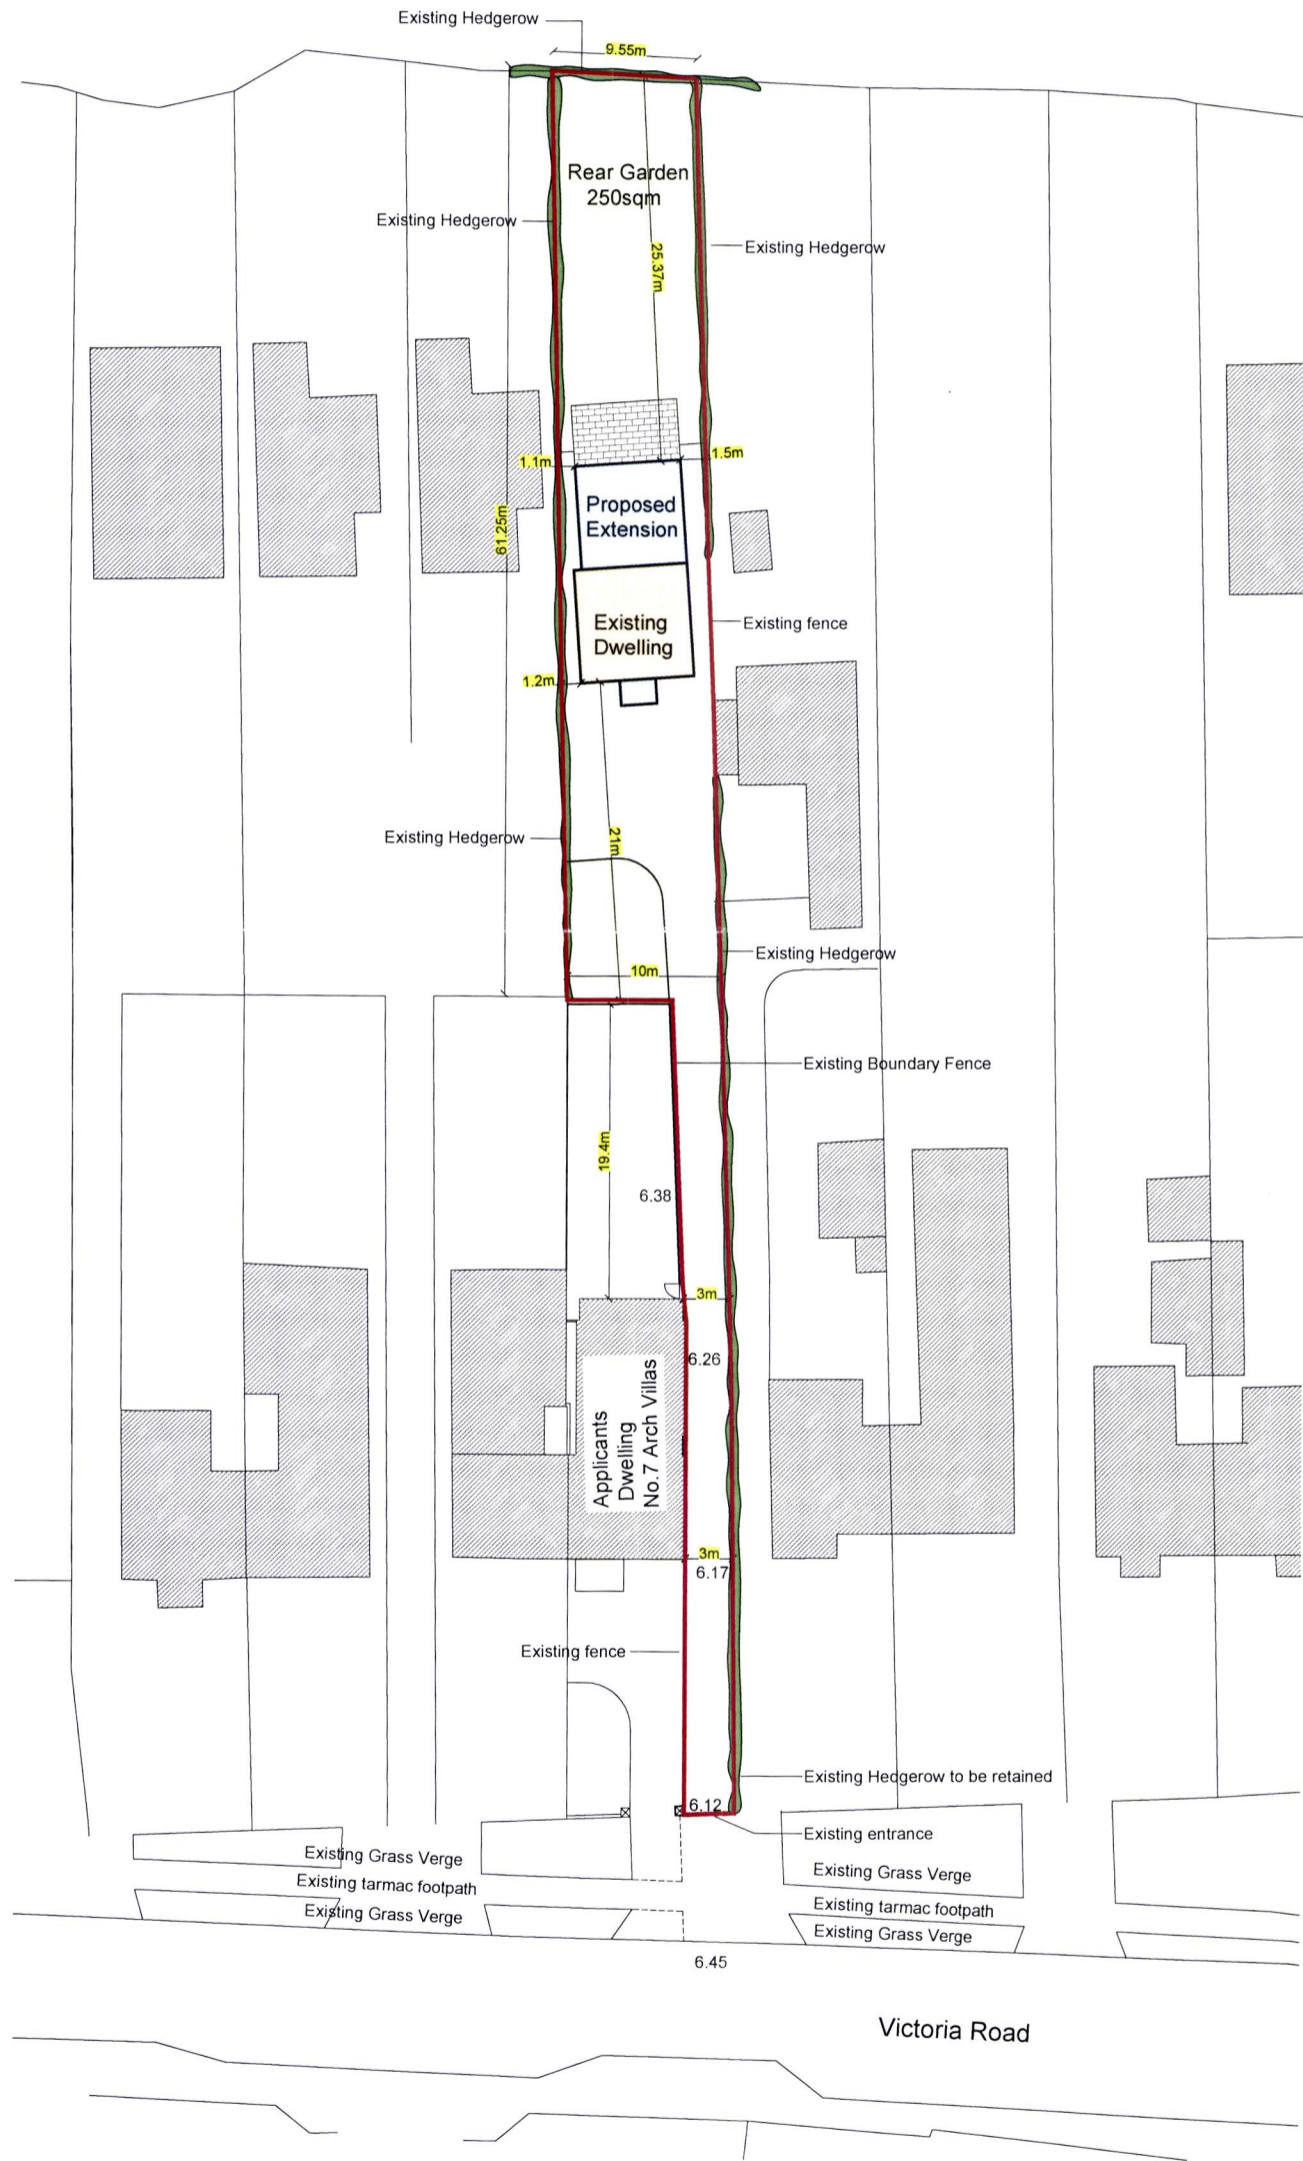 Existing Hedgerow
9.55m
Rear Garden
250sqm
Existing Hedgerow
Existing Hedgerow
25.37m
1.1m
1.5m
Proposed
Extension
61.25m
Existing
Dwelling
Existing fence
1.2m
Existing Hedgerow
21m
Existing Hedgerow
10m
Existing Boundary Fence
19.4m
6.38
3m
6.26
Applicants
Dwelling
No.7 Arch Villas
3m
6.17
Existing fence
Existing Hedgerow to be retained
6.12
Existing entrance
Existing Grass Verge
Existing tarmac footpath
Existing Grass Verge
Existing Grass Verge
Existing tarmac footpath
Existing Grass Verge
6.45
Victoria Road